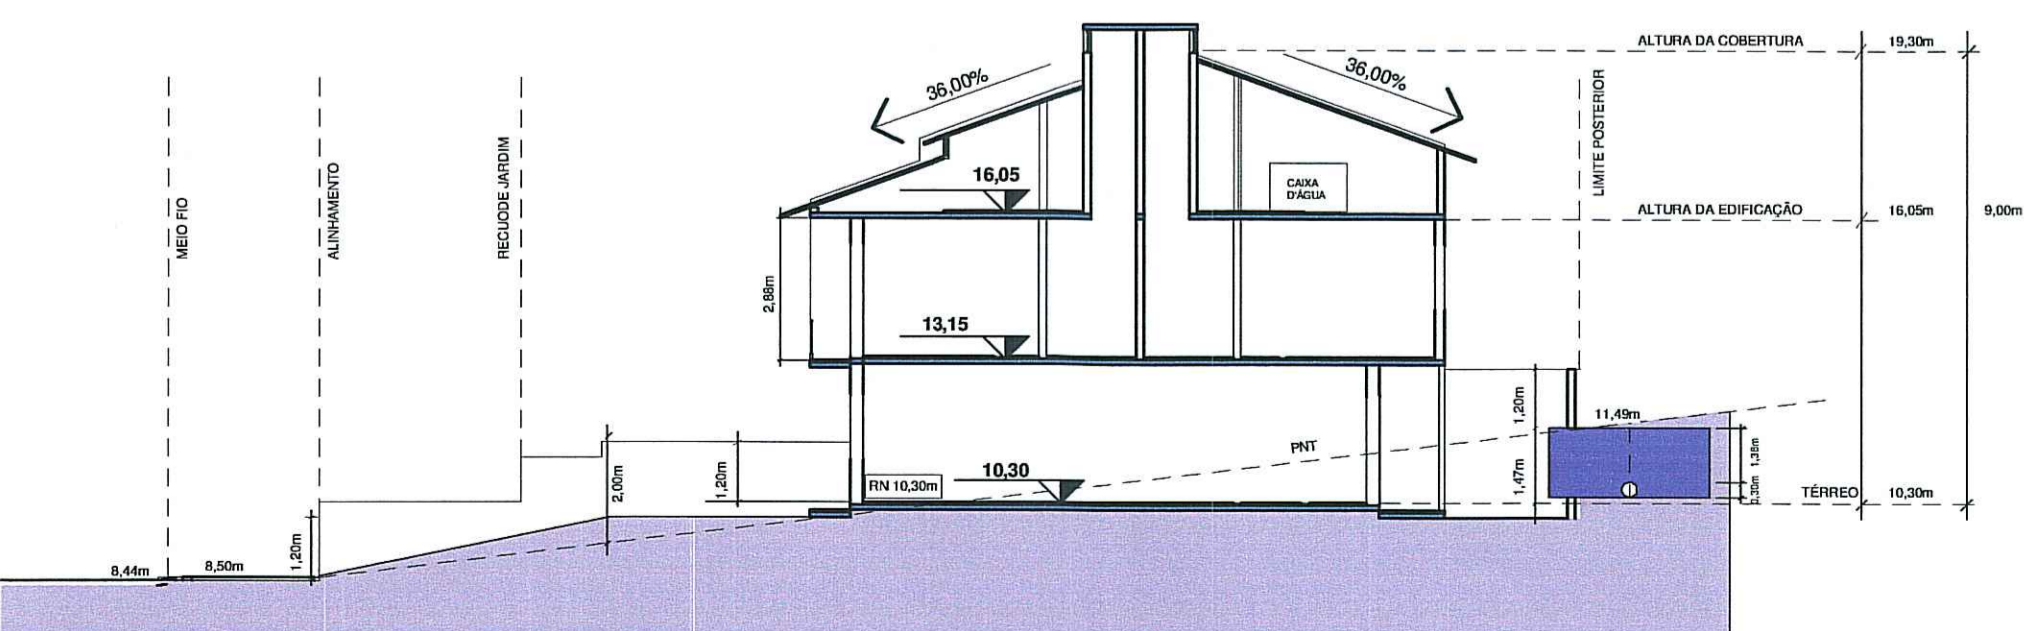 ALTURA DA COBERTURA
19,30m
36,00%
36,00%
LIMITE POSTERIOR
RECUODE JARDIM
ALINHAMENTO
MEIO FIO
16,05
CAIXA
D'ÁGUA
ALTURA DA EDIFICAÇÃO
16,05m
9,00m
2,88m
13,15
1,20m
11,49m
PNT
2,00m
1,20m
10,30
RN 10,30m
1,47m
1,38m
0,30m
TÉRREO
10,30m
1,20m
8,44m
8,50m